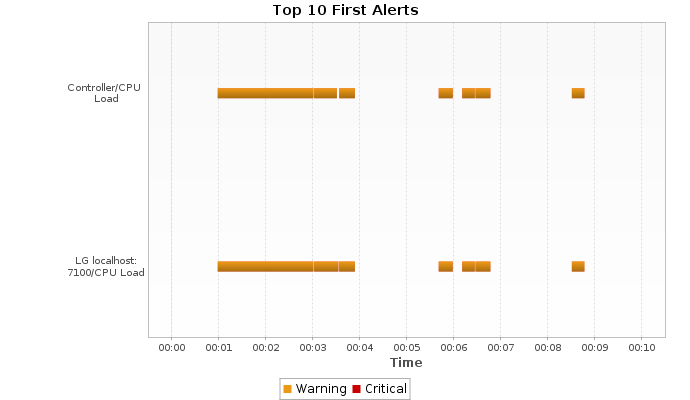 Top 10 First Alerts
Controller/CPU
Load
LG localhost:
7100/CPU Load
00:00 00:01 00:02 00:03 00:04 00:05 00:06 00:07 00:08 00:09 00:10
Time
Warning Critical